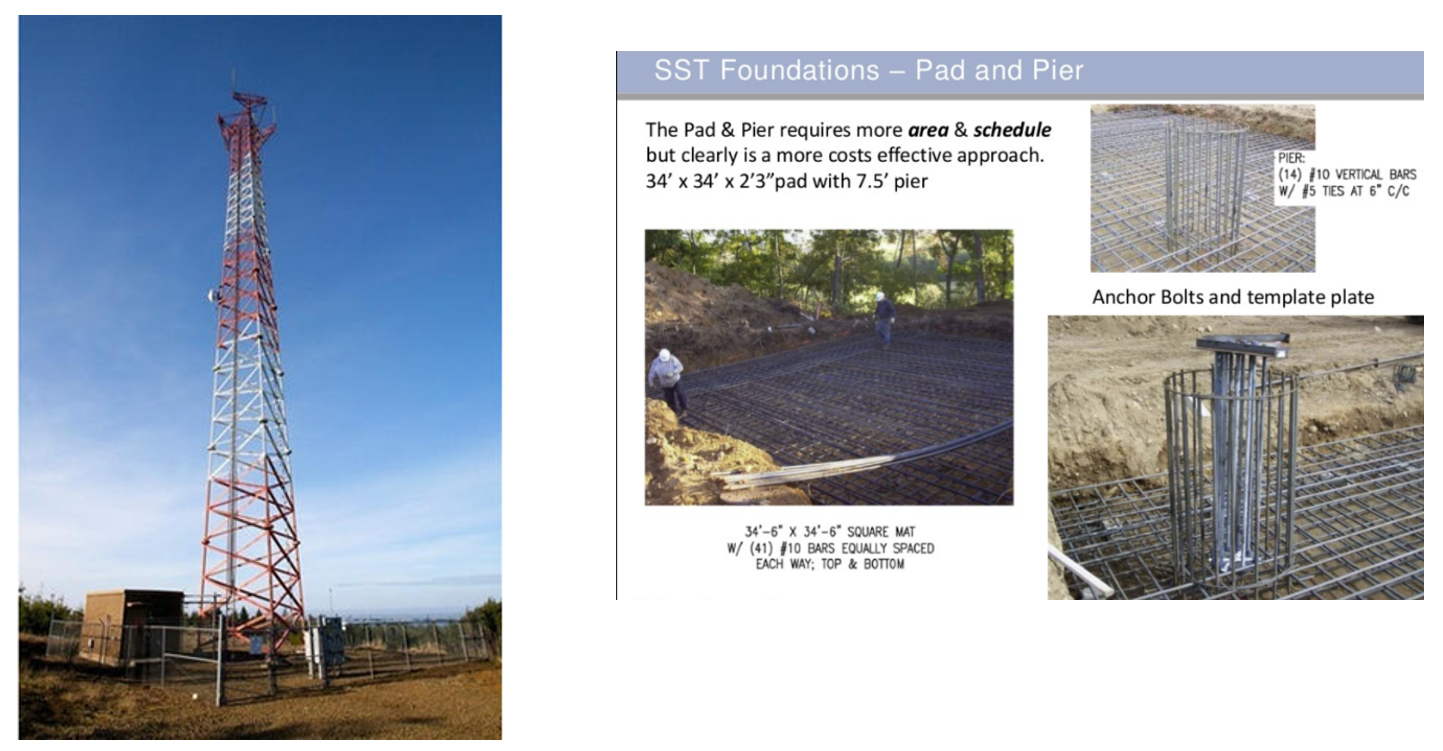 SST Foundations – Pad and Pier
The Pad & Pier requires more area & schedule
but clearly is a more costs effective approach.
34’ x 34’ x 2’3”pad with 7.5’ pier
PIER:
(14) #10 VERTICAL BARS
W/ #5 TIES AT 6" C/C
Anchor Bolts and template plate
34'-6" X 34'-6" SQUARE MAT
W/ (41) #10 BARS EQUALLY SPACED
EACH WAY; TOP & BOTTOM